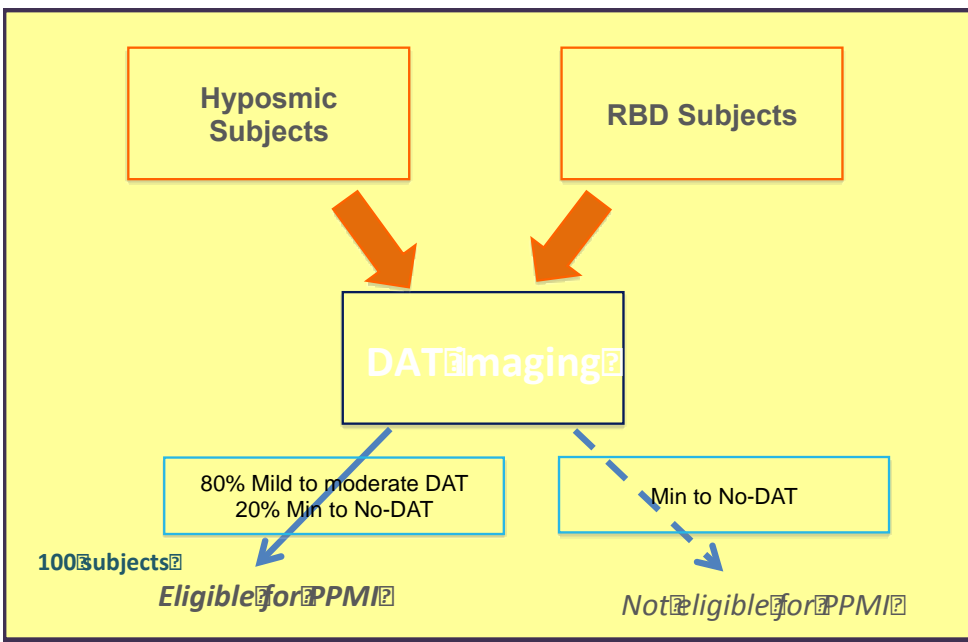 Hyposmic
Subjects
RBD Subjects
DAT imaging
80% Mild to moderate DAT
20% Min to No-DAT
Min to No-DAT
100 subjects
Eligible for PPMI
Not eligible for PPMI